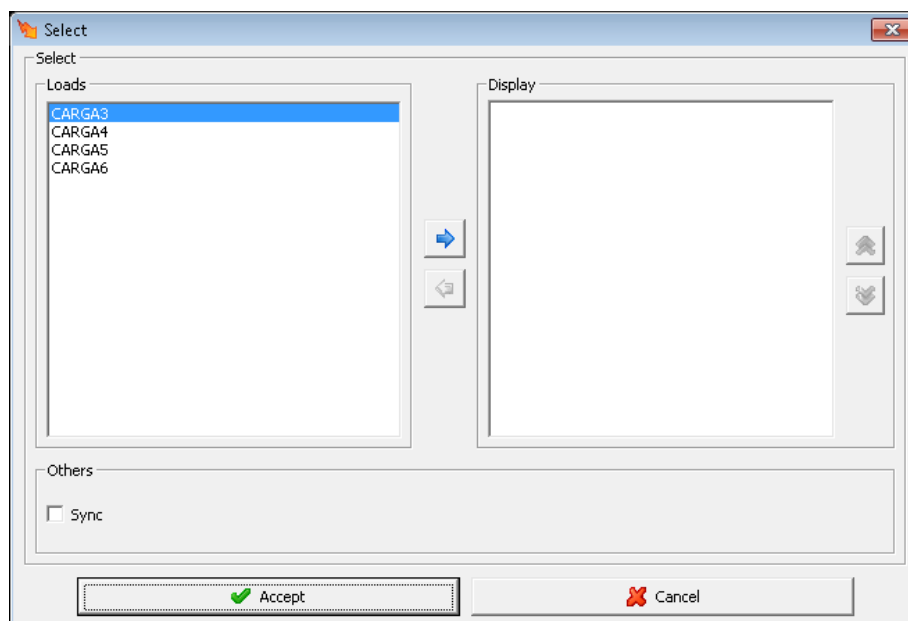 Select
Select
Loads
CARGA3
CARGA4
CARGA5
CARGA6
Display
Others
Sync
Accept
Cancel